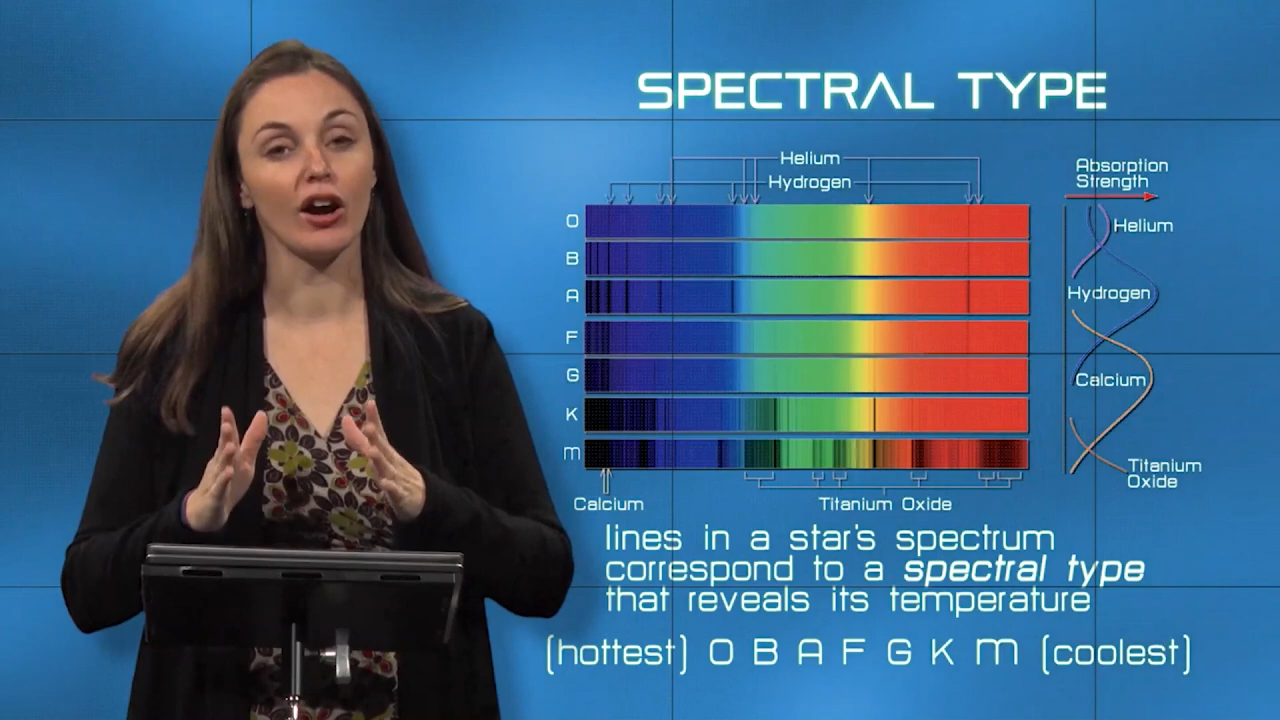 SPECTRAL TYPE
Helium
Hydrogen
Absorption
Strength
O
B
A
F
G
K
M
Helium
Hydrogen
Calcium
Titanium
Oxide
Calcium
Titanium Oxide
lines in a star's spectrum
correspond to a spectral type
that reveals its temperature
(hottest) O B A F G K M (coolest)